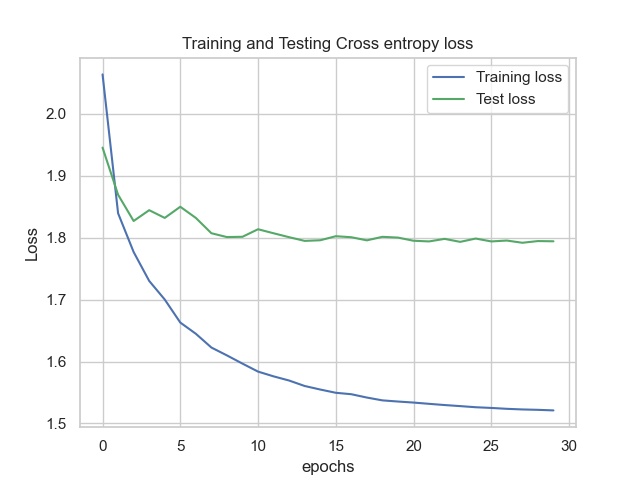 Training and Testing Cross entropy loss
Training loss
Test loss
Loss
2.0
1.9
1.8
1.7
1.6
1.5
0 5 10 15 20 25 30
epochs